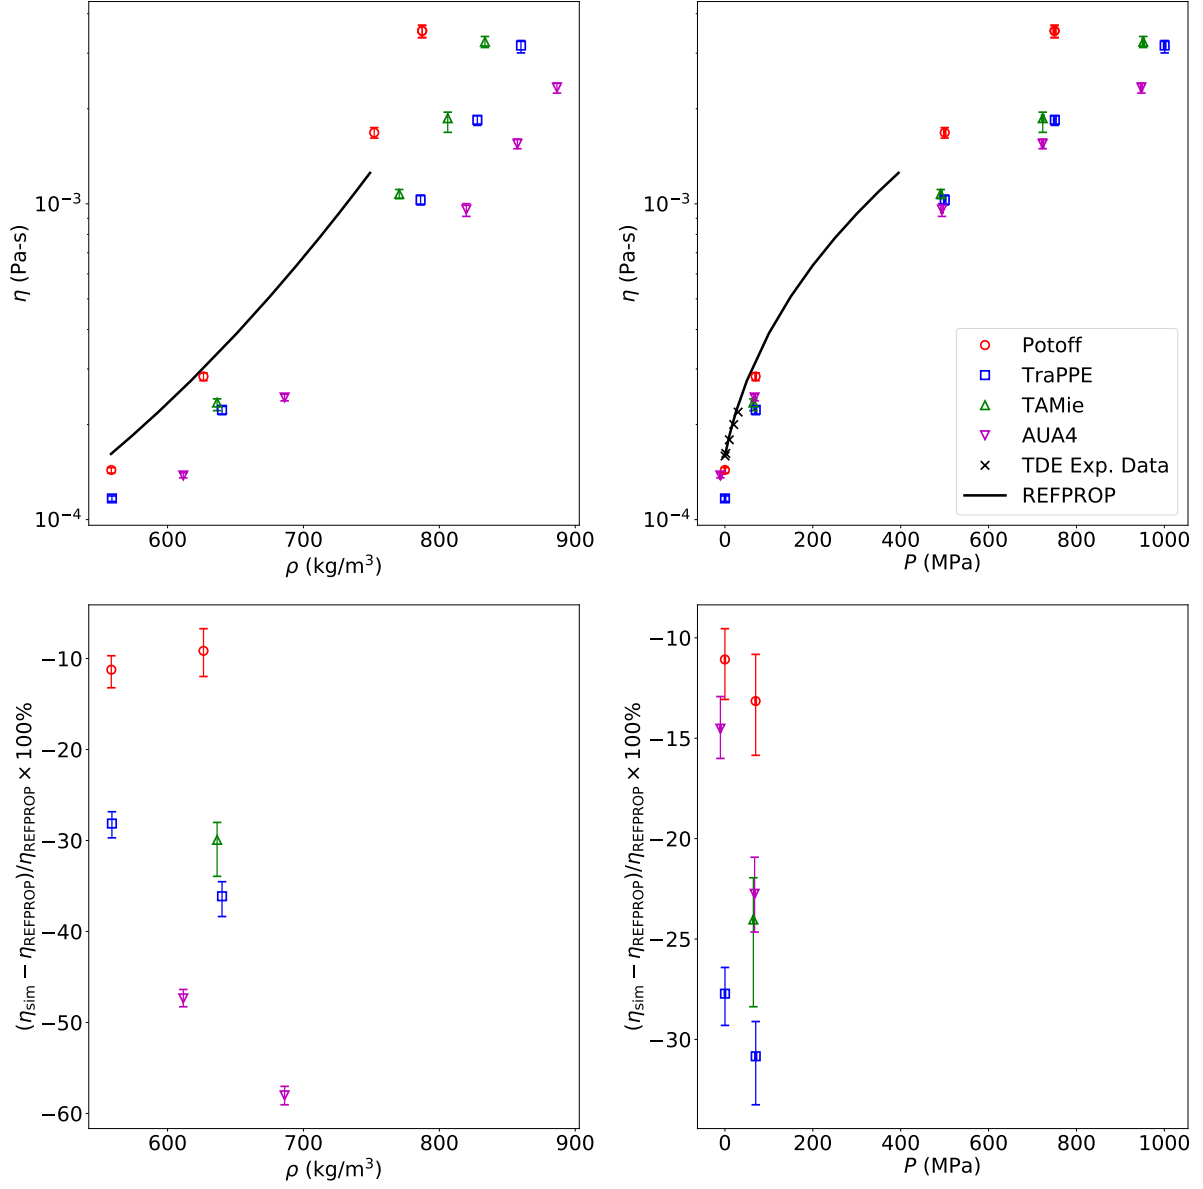 η (Pa-s)
10⁻³
10⁻⁴
600 700 800 900
ρ (kg/m³)
η (Pa-s)
10⁻³
10⁻⁴
0 200 400 600 800 1000
P (MPa)
Potoff
TraPPE
TAMie
AUA4
TDE Exp. Data
REFPROP
(η_sim − η_REFPROP)/η_REFPROP × 100%
−10
−20
−30
−40
−50
−60
600 700 800 900
ρ (kg/m³)
(η_sim − η_REFPROP)/η_REFPROP × 100%
−10
−15
−20
−25
−30
0 200 400 600 800 1000
P (MPa)